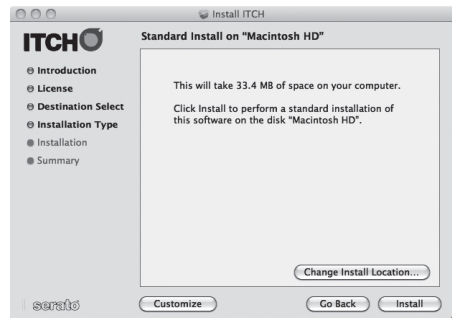 Install ITCH
ITCH
Standard Install on “Macintosh HD”
Introduction
License
Destination Select
Installation Type
Installation
Summary
This will take 33.4 MB of space on your computer.
Click Install to perform a standard installation of
this software on the disk “Macintosh HD”.
Change Install Location...
serato
Customize
Go Back
Install